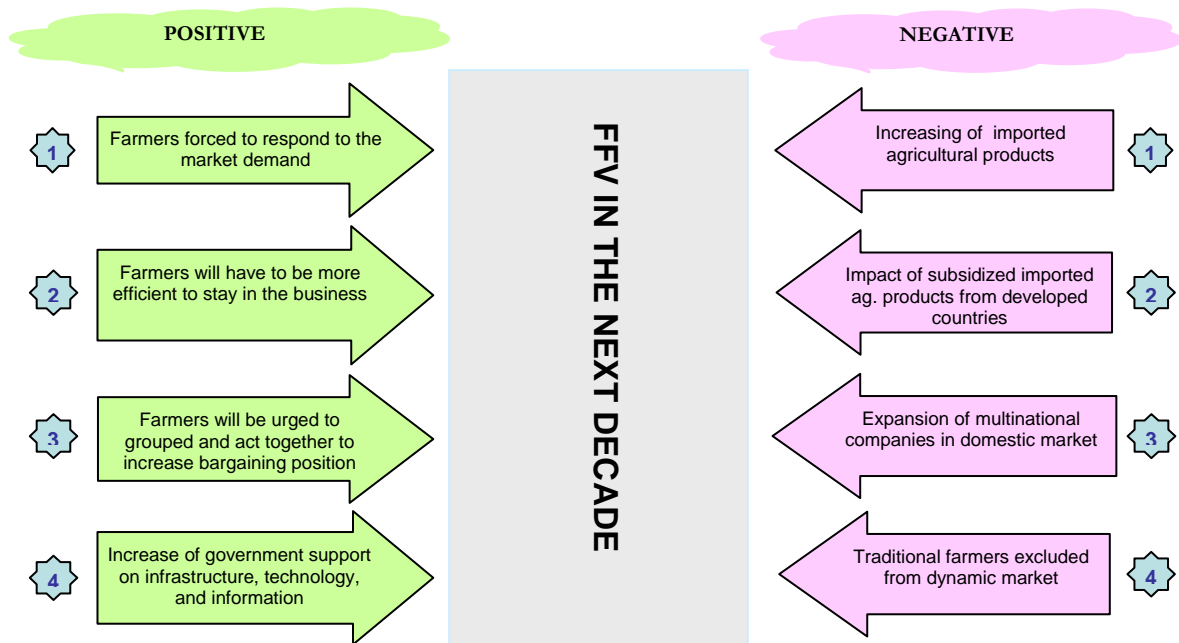 POSITIVE
1
Farmers forced to respond to the
market demand
2
Farmers will have to be more
efficient to stay in the business
3
Farmers will be urged to
grouped and act together to
increase bargaining position
4
Increase of government support
on infrastructure, technology,
and information
FFV IN THE NEXT DECADE
NEGATIVE
Increasing of imported
agricultural products
1
Impact of subsidized imported
ag. products from developed
countries
2
Expansion of multinational
companies in domestic market
3
Traditional farmers excluded
from dynamic market
4